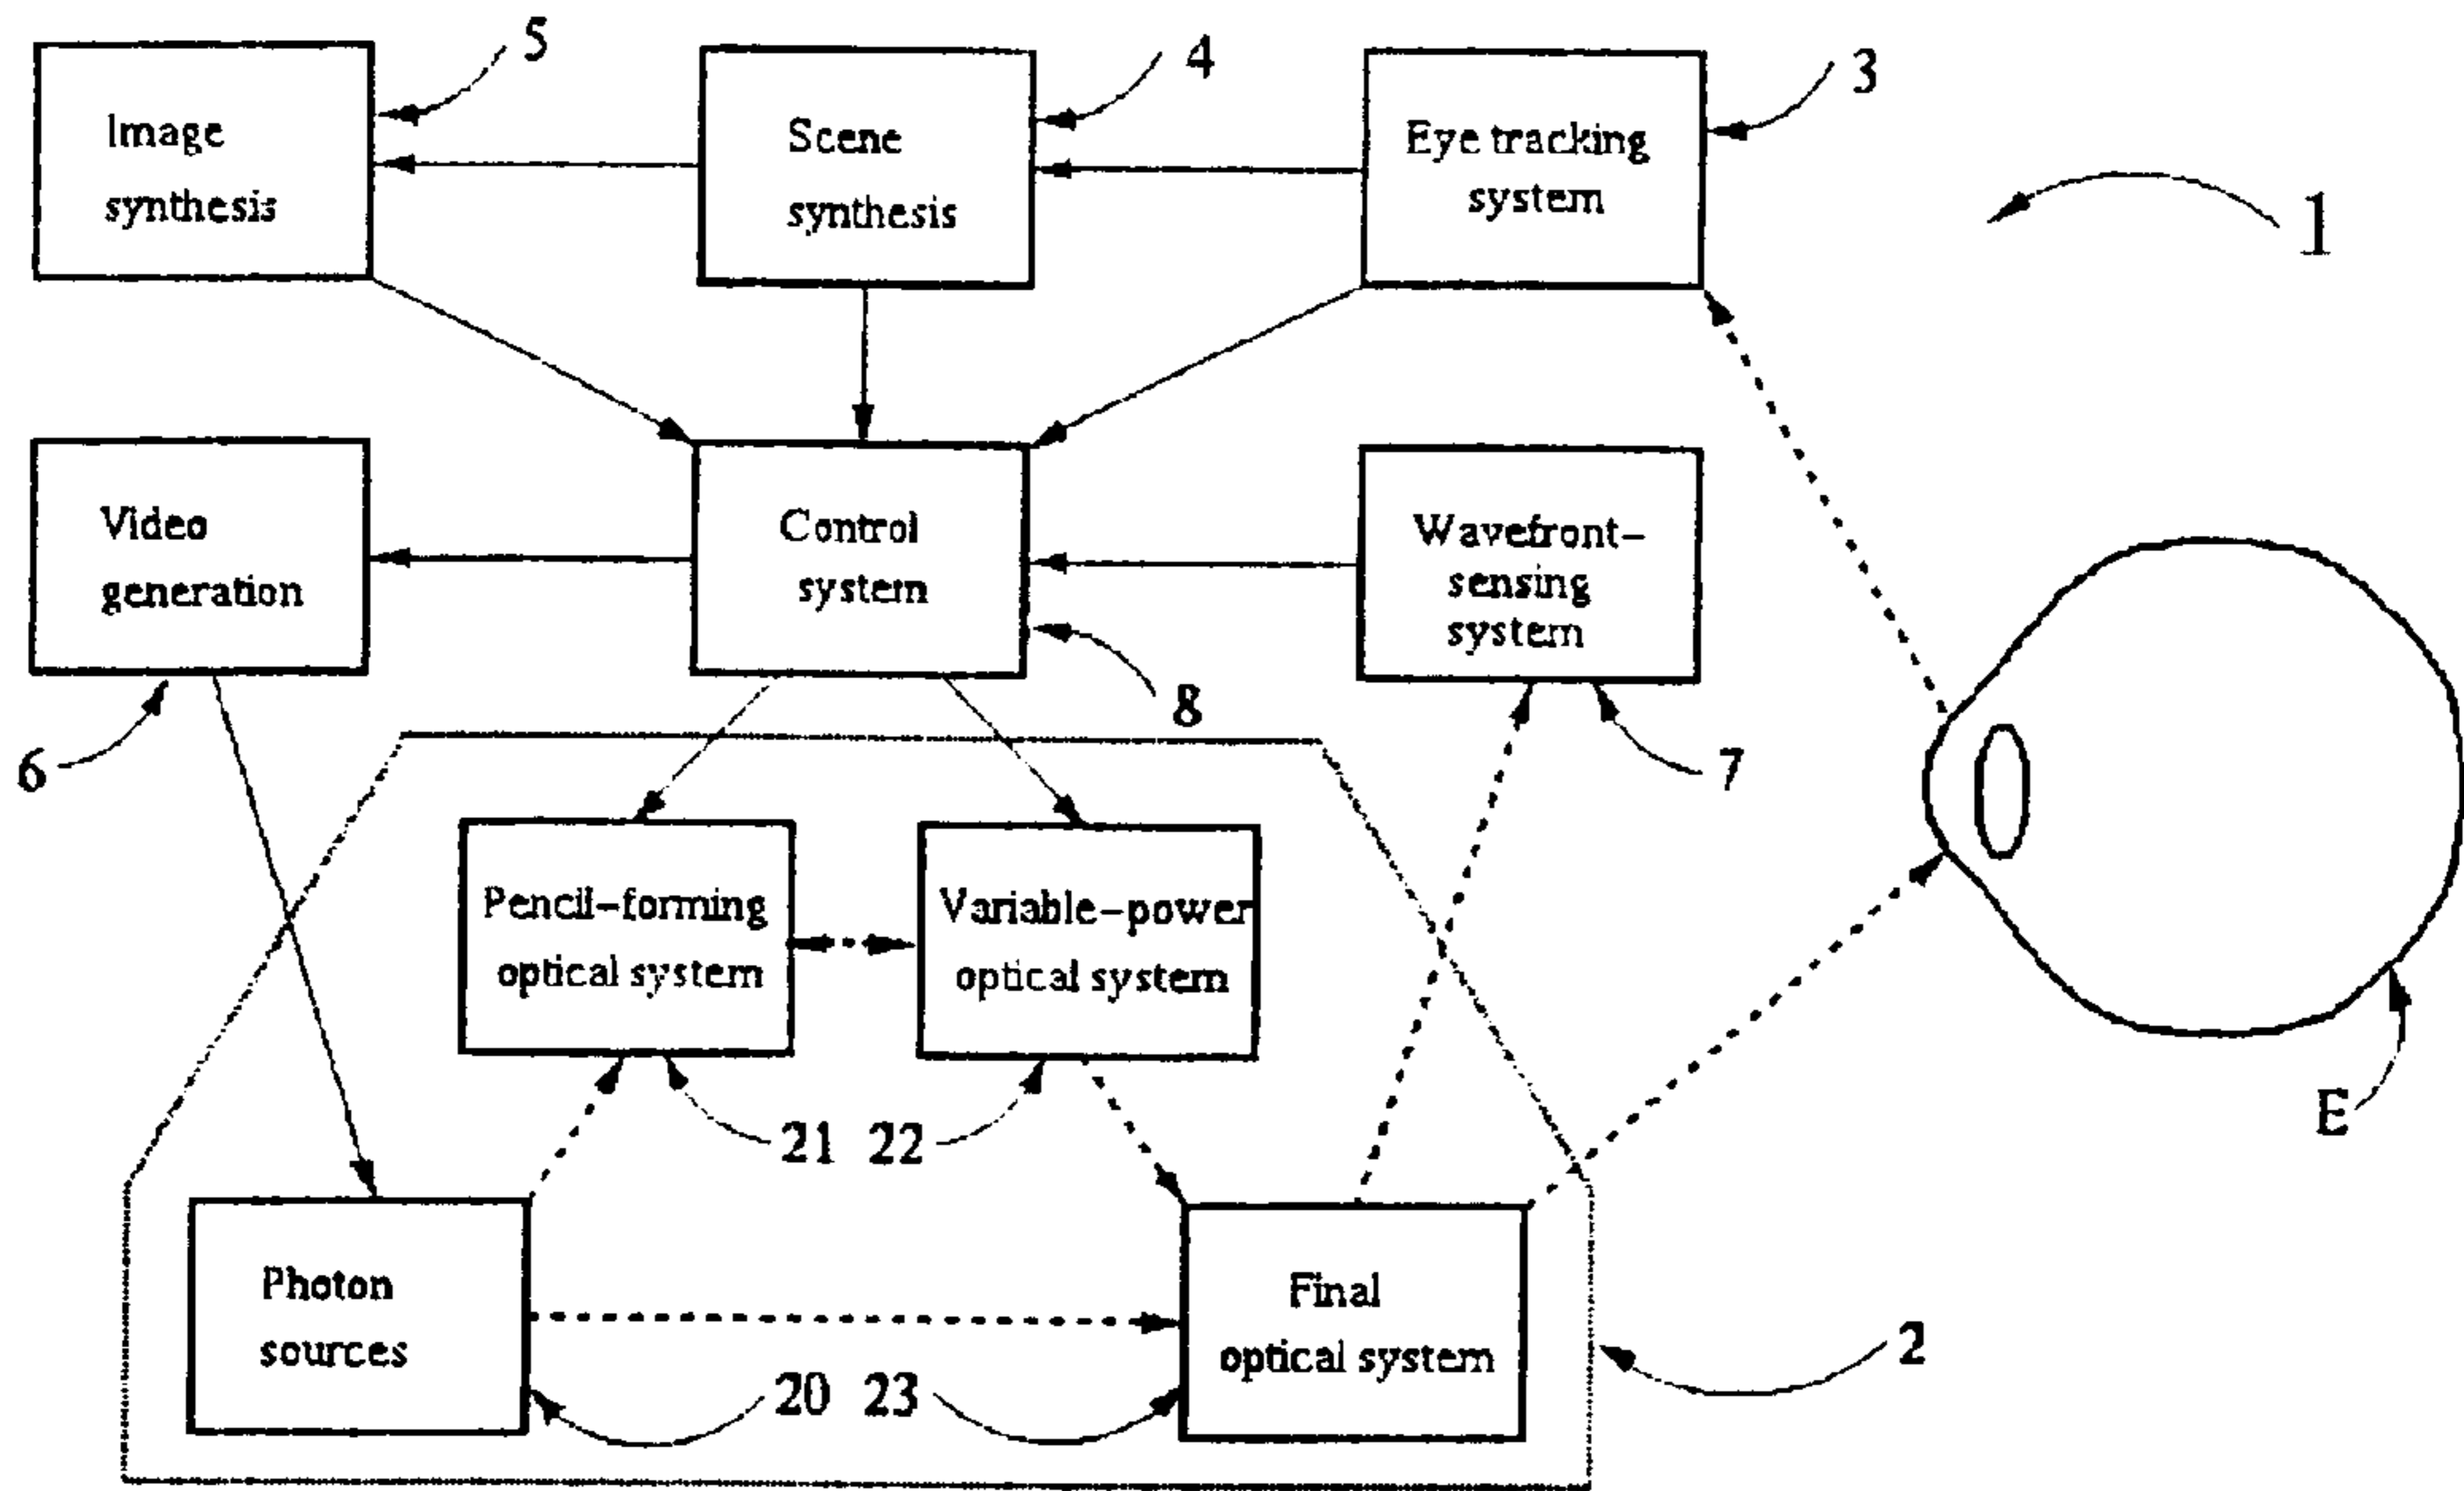 5
4
3
Image
synthesis
Scene
synthesis
Eye tracking
system
1
Video
generation
Control
system
Wavefront-
sensing
system
6
8
7
Pencil-forming
optical system
Variable-power
optical system
21
22
E
Photon
sources
Final
optical system
20
23
2